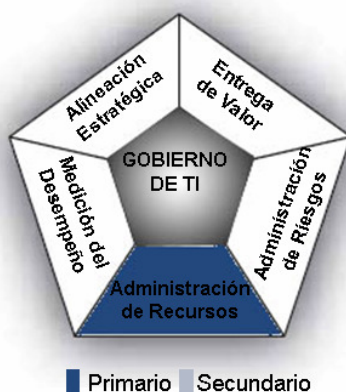 Alineación
Estratégica
Entrega
de Valor
GOBIERNO
DE TI
Medición del
Desempeño
Administración
de Riesgos
Administración
de Recursos
Primario
Secundario